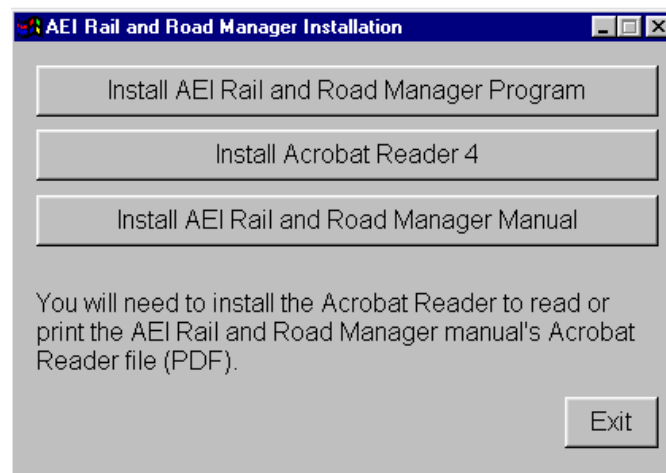 AEI Rail and Road Manager Installation
Install AEI Rail and Road Manager Program
Install Acrobat Reader 4
Install AEI Rail and Road Manager Manual
You will need to install the Acrobat Reader to read or
print the AEI Rail and Road Manager manual's Acrobat
Reader file (PDF).
Exit